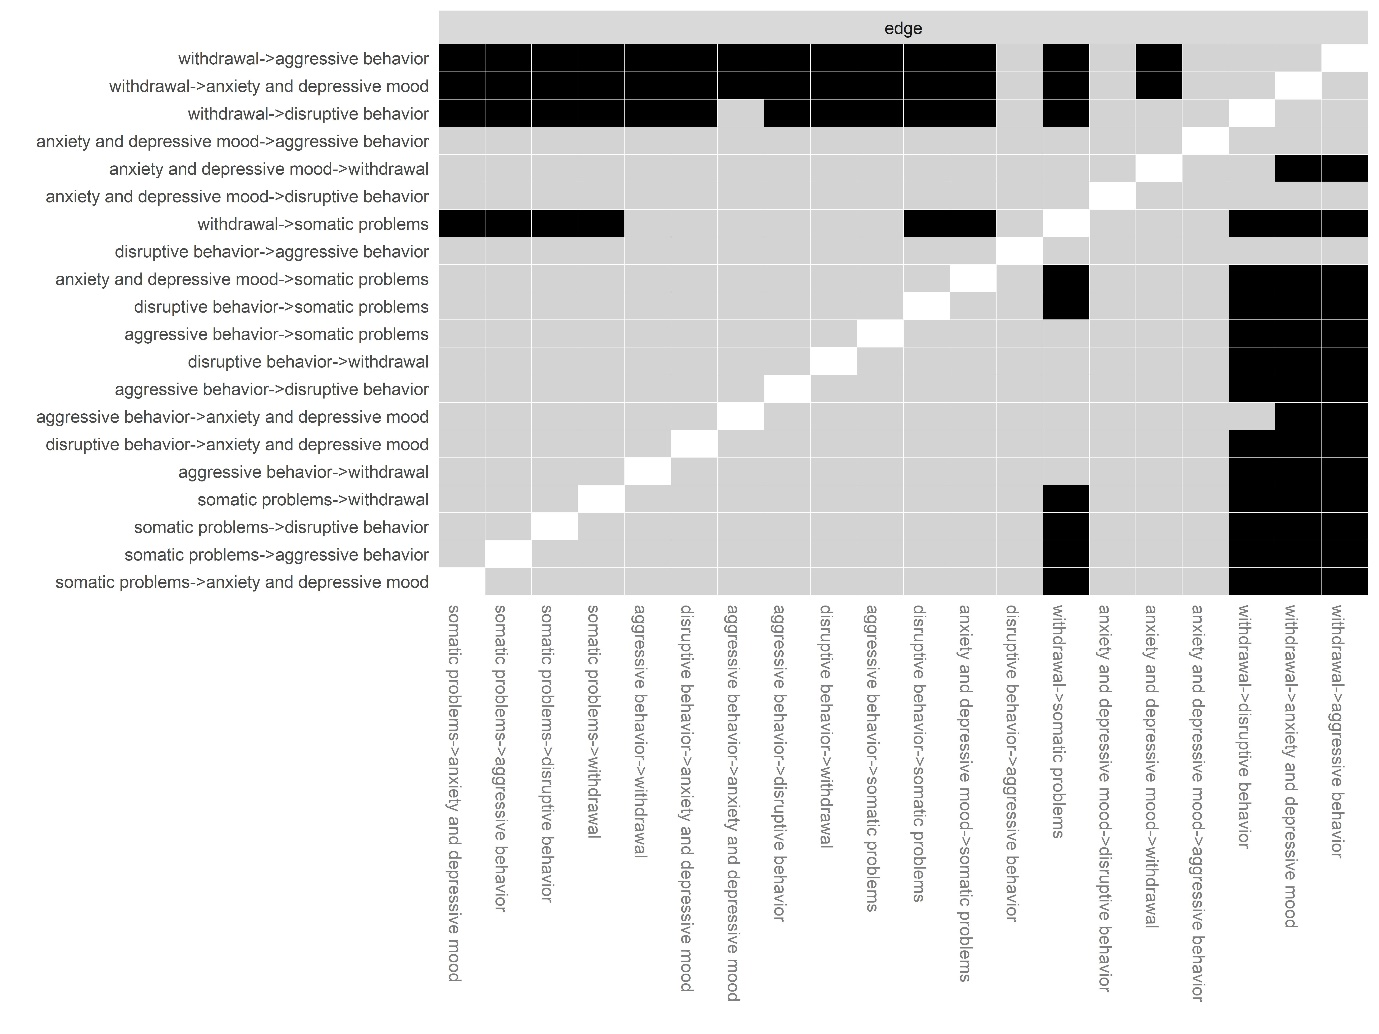 edge
withdrawal->aggressive behavior
withdrawal->anxiety and depressive mood
withdrawal->disruptive behavior
anxiety and depressive mood->aggressive behavior
anxiety and depressive mood->withdrawal
anxiety and depressive mood->disruptive behavior
withdrawal->somatic problems
disruptive behavior->aggressive behavior
anxiety and depressive mood->somatic problems
disruptive behavior->somatic problems
aggressive behavior->somatic problems
disruptive behavior->withdrawal
aggressive behavior->disruptive behavior
aggressive behavior->anxiety and depressive mood
disruptive behavior->anxiety and depressive mood
aggressive behavior->withdrawal
somatic problems->withdrawal
somatic problems->disruptive behavior
somatic problems->aggressive behavior
somatic problems->anxiety and depressive mood
somatic problems->anxiety and depressive mood
somatic problems->aggressive behavior
somatic problems->disruptive behavior
somatic problems->withdrawal
aggressive behavior->withdrawal
disruptive behavior->anxiety and depressive mood
aggressive behavior->anxiety and depressive mood
aggressive behavior->disruptive behavior
disruptive behavior->withdrawal
aggressive behavior->somatic problems
disruptive behavior->somatic problems
anxiety and depressive mood->somatic problems
disruptive behavior->aggressive behavior
withdrawal->somatic problems
anxiety and depressive mood->disruptive behavior
anxiety and depressive mood->withdrawal
anxiety and depressive mood->aggressive behavior
withdrawal->disruptive behavior
withdrawal->anxiety and depressive mood
withdrawal->aggressive behavior